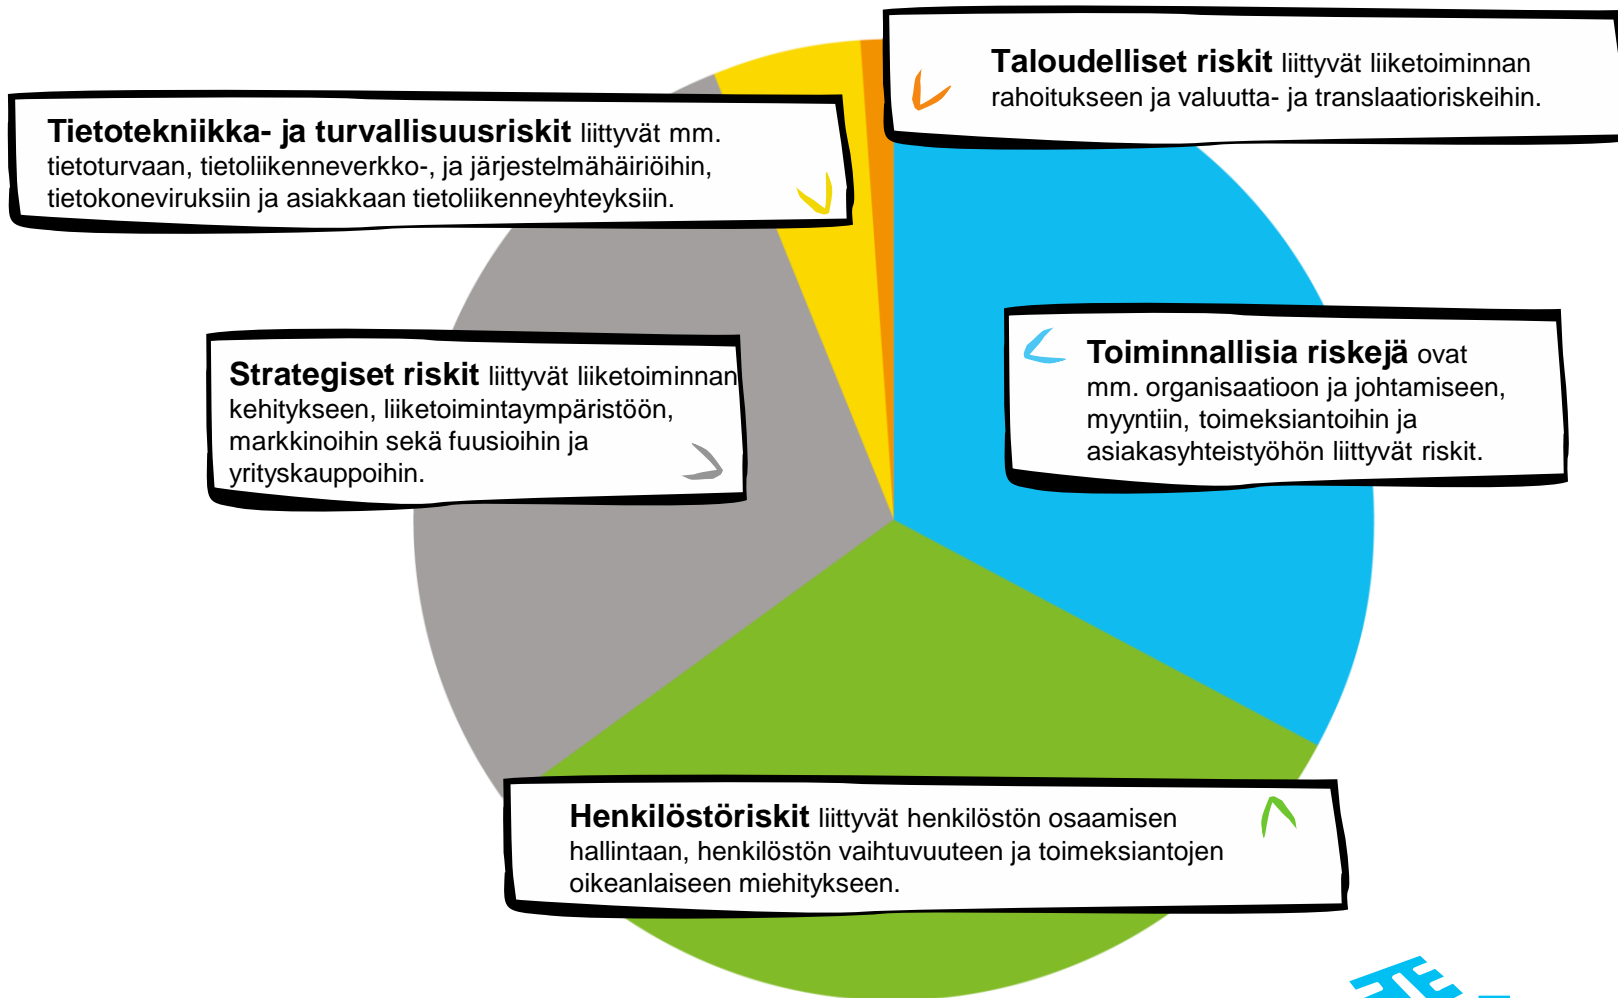 Taloudelliset riskit liittyvät liiketoiminnan
rahoitukseen ja valuutta- ja translaatioriskeihin.
Tietotekniikka- ja turvallisuusriskit liittyvät mm.
tietoturvaan, tietoliikenneverkko-, ja järjestelmähäiriöihin,
tietokoneviruksiin ja asiakkaan tietoliikenneyhteyksiin.
Strategiset riskit liittyvät liiketoiminnan
kehitykseen, liiketoimintaympäristöön,
markkinoihin sekä fuusioihin ja
yrityskauppoihin.
Toiminnallisia riskejä ovat
mm. organisaatioon ja johtamiseen,
myyntiin, toimeksiantoihin ja
asiakasyhteistyöhön liittyvät riskit.
Henkilöstöriskit liittyvät henkilöstön osaamisen
hallintaan, henkilöstön vaihtuvuuteen ja toimeksiantojen
oikeanlaiseen miehitykseen.